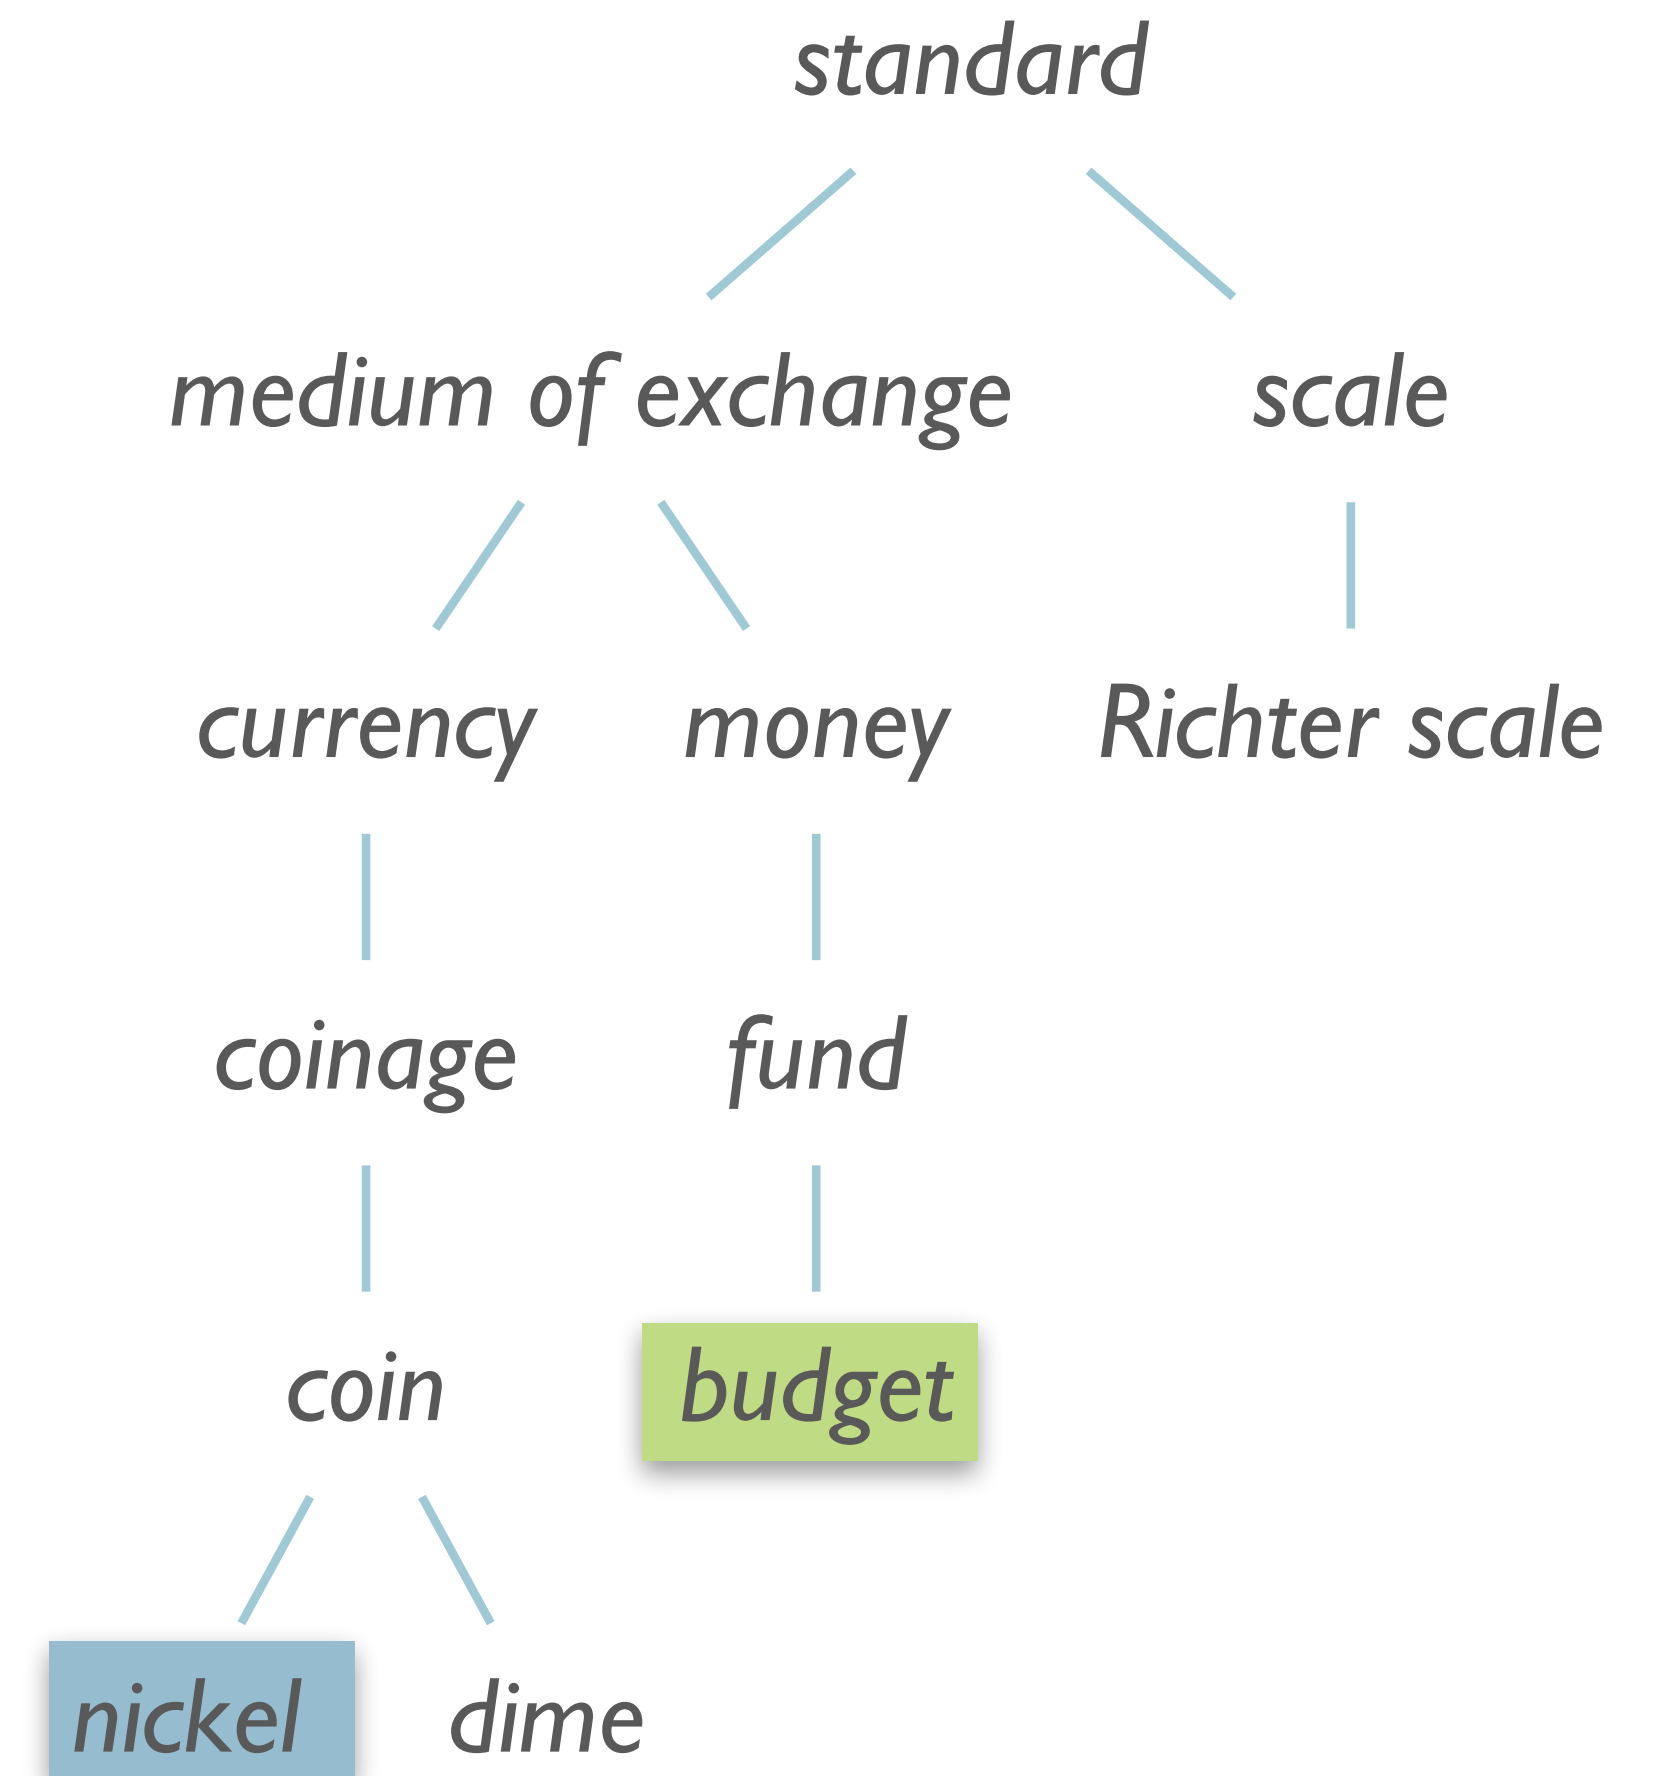 standard
medium of exchange
scale
currency
money
Richter scale
coinage
fund
coin
budget
nickel
dime